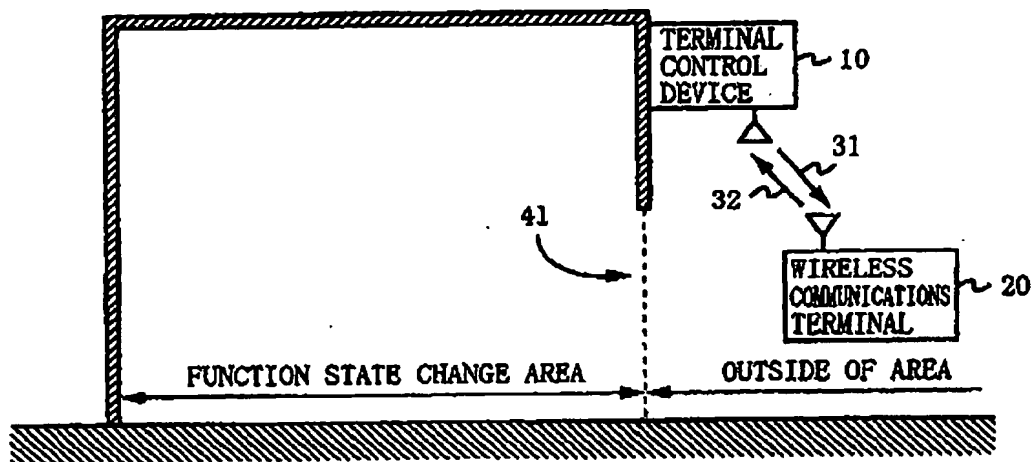 TERMINAL
CONTROL
DEVICE
10
31
32
41
WIRELESS
COMMUNICATIONS
TERMINAL
20
FUNCTION STATE CHANGE AREA
OUTSIDE OF AREA